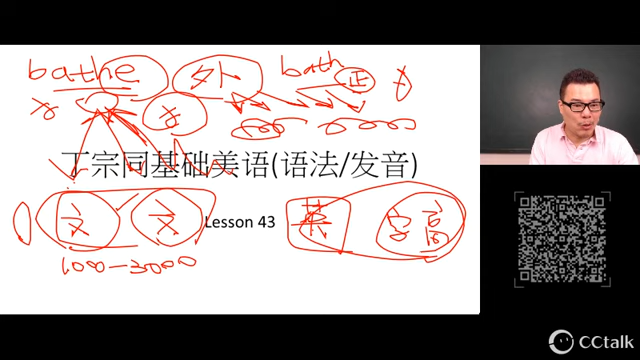 bathe 外 bath 正
丁宗同基础美语(语法/发音)
文 文 Lesson 43 英
1000-3000
CCtalk